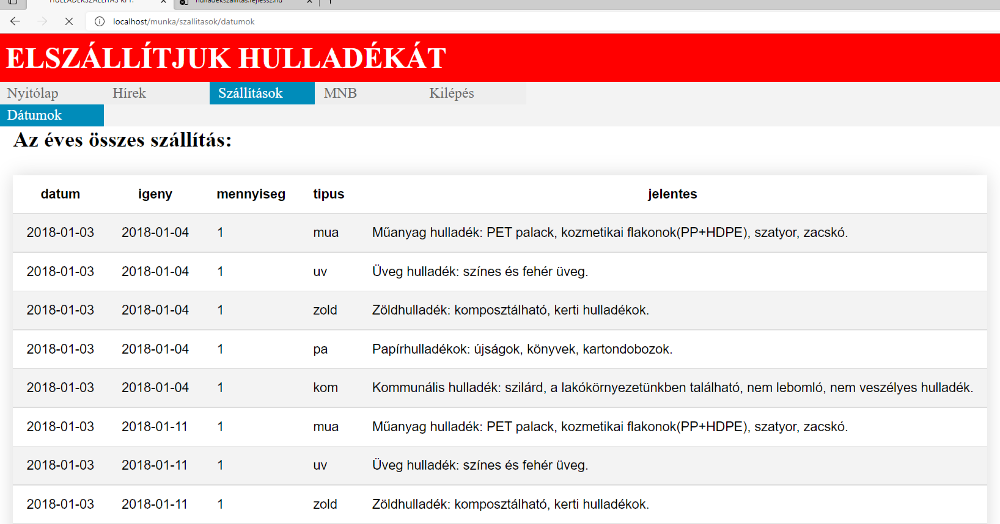 HULLADÉKSZÁLLÍTÁS KFT.
hulladekszallitas.fejlessz.hu
localhost/munka/szallitasok/datumok
ELSZÁLLÍTJUK HULLADÉKÁT
Nyitólap Hírek Szállítások MNB Kilépés
Dátumok
Az éves összes szállítás:
datum igeny mennyiseg tipus jelentes
2018-01-03 2018-01-04 1 mua Műanyag hulladék: PET palack, kozmetikai flakonok(PP+HDPE), szatyor, zacskó.
2018-01-03 2018-01-04 1 uv Üveg hulladék: színes és fehér üveg.
2018-01-03 2018-01-04 1 zold Zöldhulladék: komposztálható, kerti hulladékok.
2018-01-03 2018-01-04 1 pa Papírhulladékok: újságok, könyvek, kartondobozok.
2018-01-03 2018-01-04 1 kom Kommunális hulladék: szilárd, a lakókörnyezetünkben található, nem lebomló, nem veszélyes hulladék.
2018-01-03 2018-01-11 1 mua Műanyag hulladék: PET palack, kozmetikai flakonok(PP+HDPE), szatyor, zacskó.
2018-01-03 2018-01-11 1 uv Üveg hulladék: színes és fehér üveg.
2018-01-03 2018-01-11 1 zold Zöldhulladék: komposztálható, kerti hulladékok.